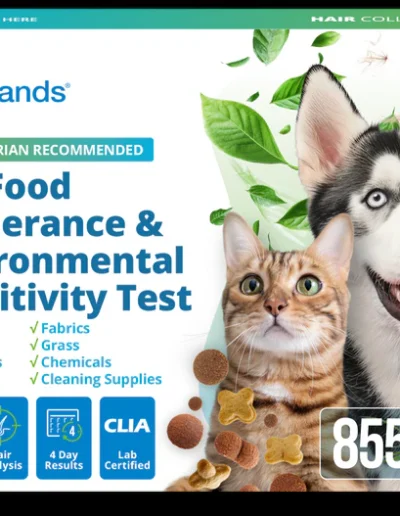 HERE
HAIR COLL
ands®
RIAN RECOMMENDED
Food
erance &
ronmental
itivity Test
√ Fabrics
√ Grass
s √ Chemicals
√ Cleaning Supplies
air
lysis
4
4 Day
Results
CLIA
Lab
Certified
855